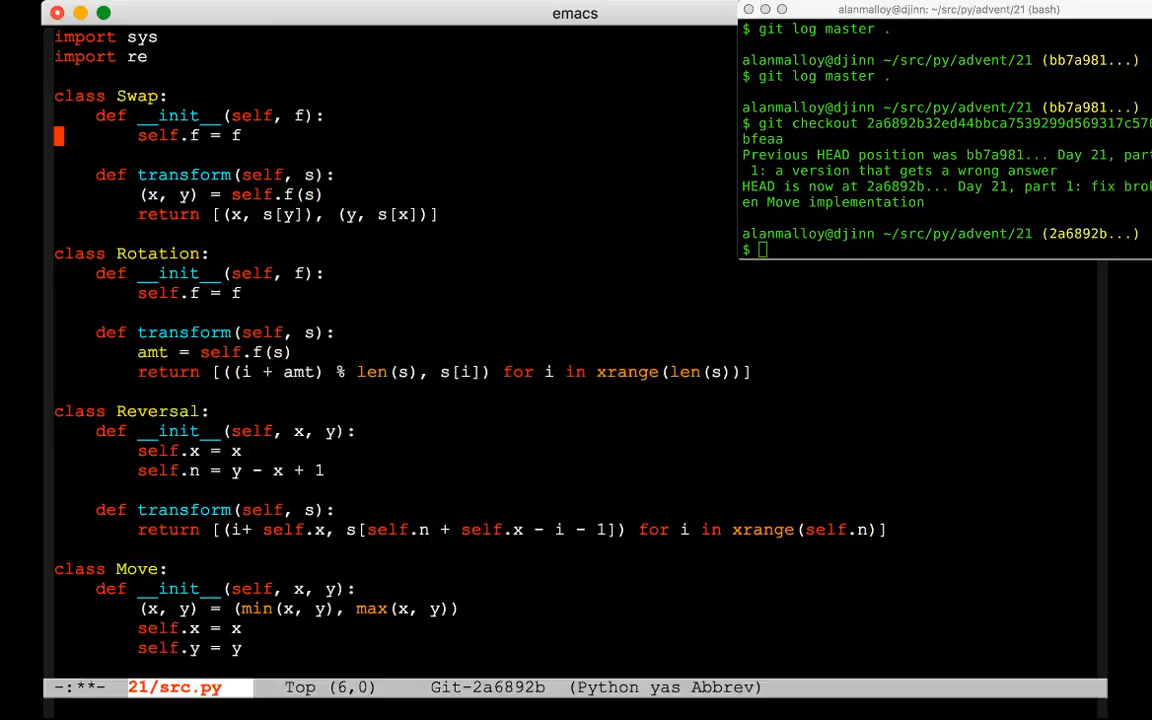 emacs
import sys
import re
class Swap:
def __init__(self, f):
self.f = f
def transform(self, s):
(x, y) = self.f(s)
return [(x, s[y]), (y, s[x])]
class Rotation:
def __init__(self, f):
self.f = f
def transform(self, s):
amt = self.f(s)
return [((i + amt) % len(s), s[i]) for i in xrange(len(s))]
class Reversal:
def __init__(self, x, y):
self.x = x
self.n = y - x + 1
def transform(self, s):
return [(i+ self.x, s[self.n + self.x - i - 1]) for i in xrange(self.n)]
class Move:
def __init__(self, x, y):
(x, y) = (min(x, y), max(x, y))
self.x = x
self.y = y
-:**- 21/src.py Top (6,0) Git-2a6892b (Python yas Abbrev)
alanmalloy@djinn: ~/src/py/advent/21 (bash)
$ git log master .
alanmalloy@djinn ~/src/py/advent/21 (bb7a981...)
$ git log master .
alanmalloy@djinn ~/src/py/advent/21 (bb7a981...)
$ git checkout 2a6892b32ed44bbca7539299d569317c576
bfeaa
Previous HEAD position was bb7a981... Day 21, part
1: a version that gets a wrong answer
HEAD is now at 2a6892b... Day 21, part 1: fix brok
en Move implementation
alanmalloy@djinn ~/src/py/advent/21 (2a6892b...)
$